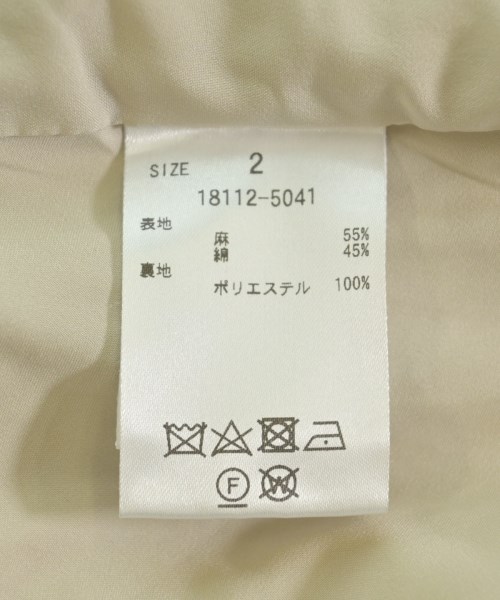 SIZE 2
18112-5041
表地
麻 55%
綿 45%
裏地
ポリエステル 100%
F W